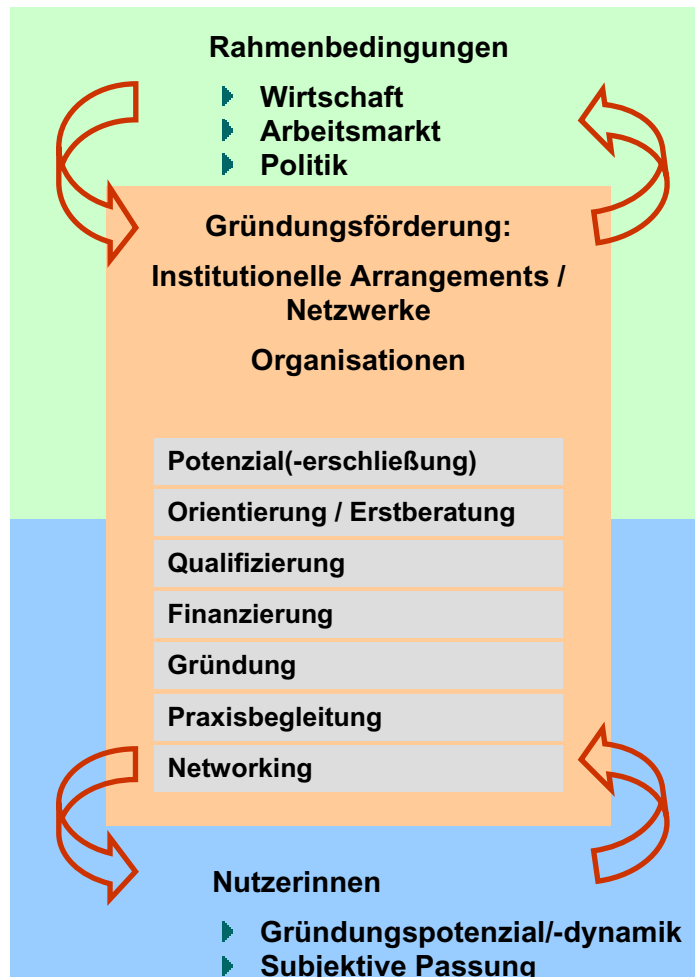 Rahmenbedingungen
Wirtschaft
Arbeitsmarkt
Politik
Gründungsförderung:
Institutionelle Arrangements /
Netzwerke
Organisationen
Potenzial(-erschließung)
Orientierung / Erstberatung
Qualifizierung
Finanzierung
Gründung
Praxisbegleitung
Networking
Nutzerinnen
Gründungspotenzial/-dynamik
Subjektive Passung